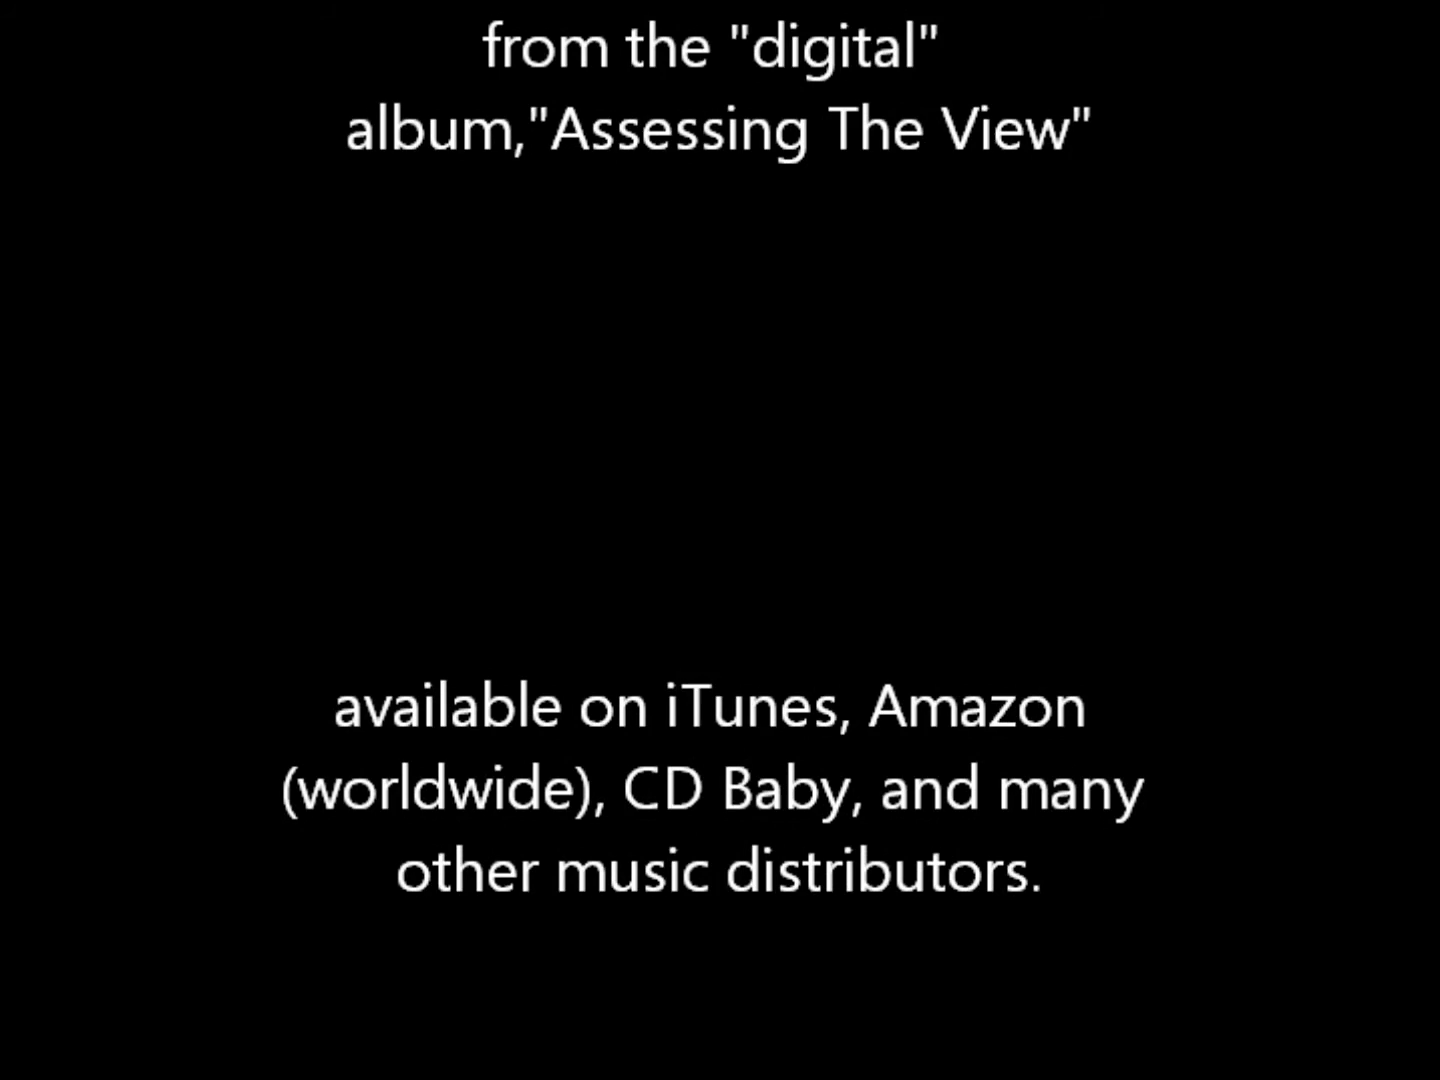 from the "digital"
album,"Assessing The View"
available on iTunes, Amazon
(worldwide), CD Baby, and many
other music distributors.